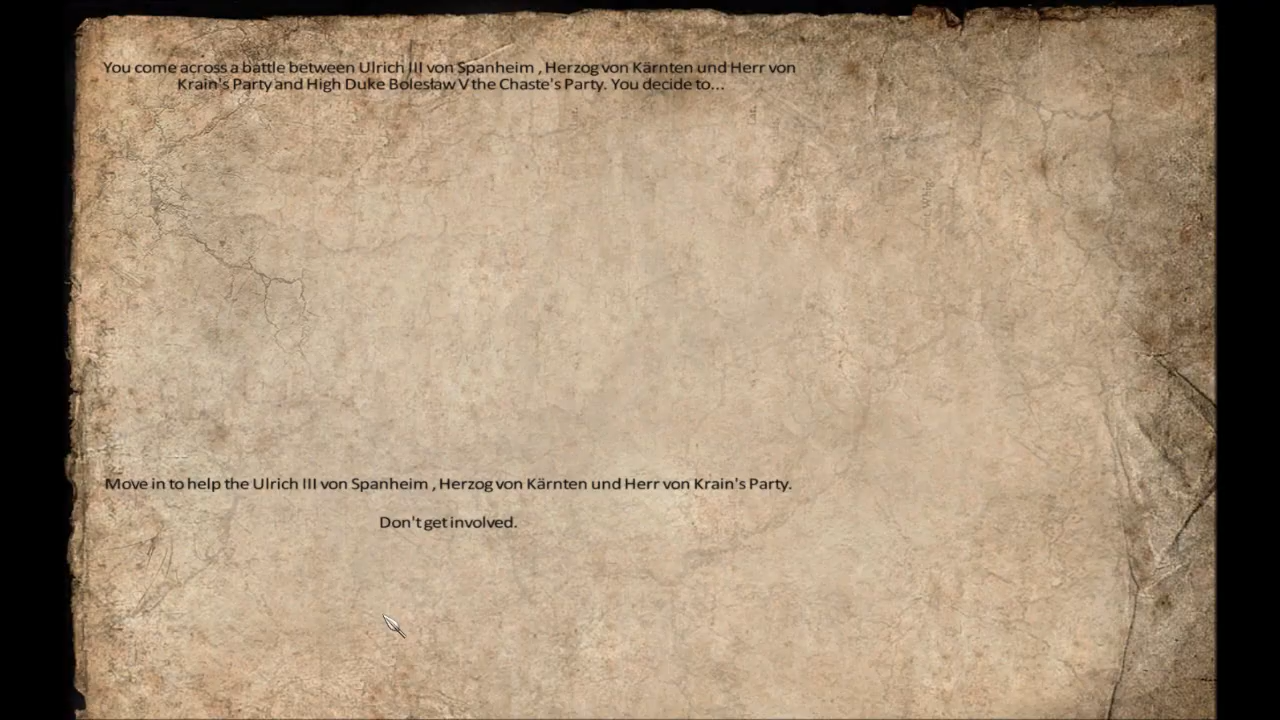 You come across a battle between Ulrich III von Spanheim , Herzog von Kärnten und Herr von
Krain's Party and High Duke Bolesław V the Chaste's Party. You decide to...
Move in to help the Ulrich III von Spanheim , Herzog von Kärnten und Herr von Krain's Party.
Don't get involved.